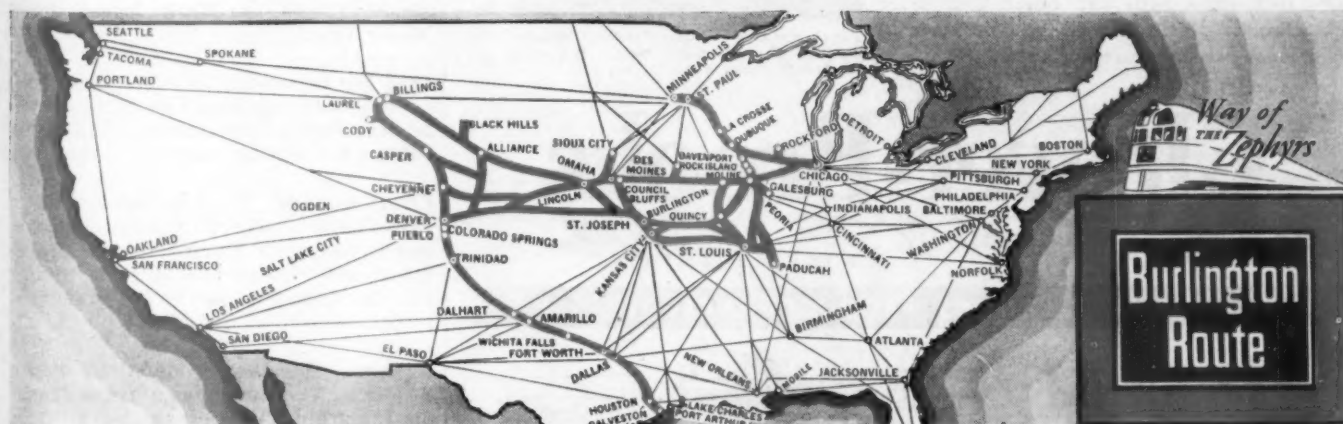 SEATTLE
TACOMA
SPOKANE
PORTLAND
LAUREL
BILLINGS
CODY
BLACK HILLS
CASPER
ALLIANCE
SIOUX CITY
OMAHA
DES
MOINES
MINNEAPOLIS
ST. PAUL
LA CROSSE
DUBUQUE
ROCKFORD
DETROIT
DAVENPORT
ROCK ISLAND
MOLINE
CHICAGO
CLEVELAND
BOSTON
NEW YORK
PITTSBURGH
PHILADELPHIA
CHEYENNE
LINCOLN
COUNCIL
BLUFFS
BURLINGTON
GALESBURG
PEORIA
INDIANAPOLIS
BALTIMORE
OGDEN
DENVER
PUEBLO
COLORADO SPRINGS
ST. JOSEPH
QUINCY
CINCINNATI
WASHINGTON
OAKLAND
SAN FRANCISCO
SALT LAKE CITY
TRINIDAD
KANSAS CITY
ST. LOUIS
PADUCAH
NORFOLK
LOS ANGELES
SAN DIEGO
DALHART
AMARILLO
WICHITA FALLS
FORT WORTH
EL PASO
DALLAS
BIRMINGHAM
ATLANTA
NEW ORLEANS
MOBILE
JACKSONVILLE
HOUSTON
GALVESTON
LAKE CHARLES
PORT ARTHUR
Way of
THE
Zephyrs
Burlington
Route